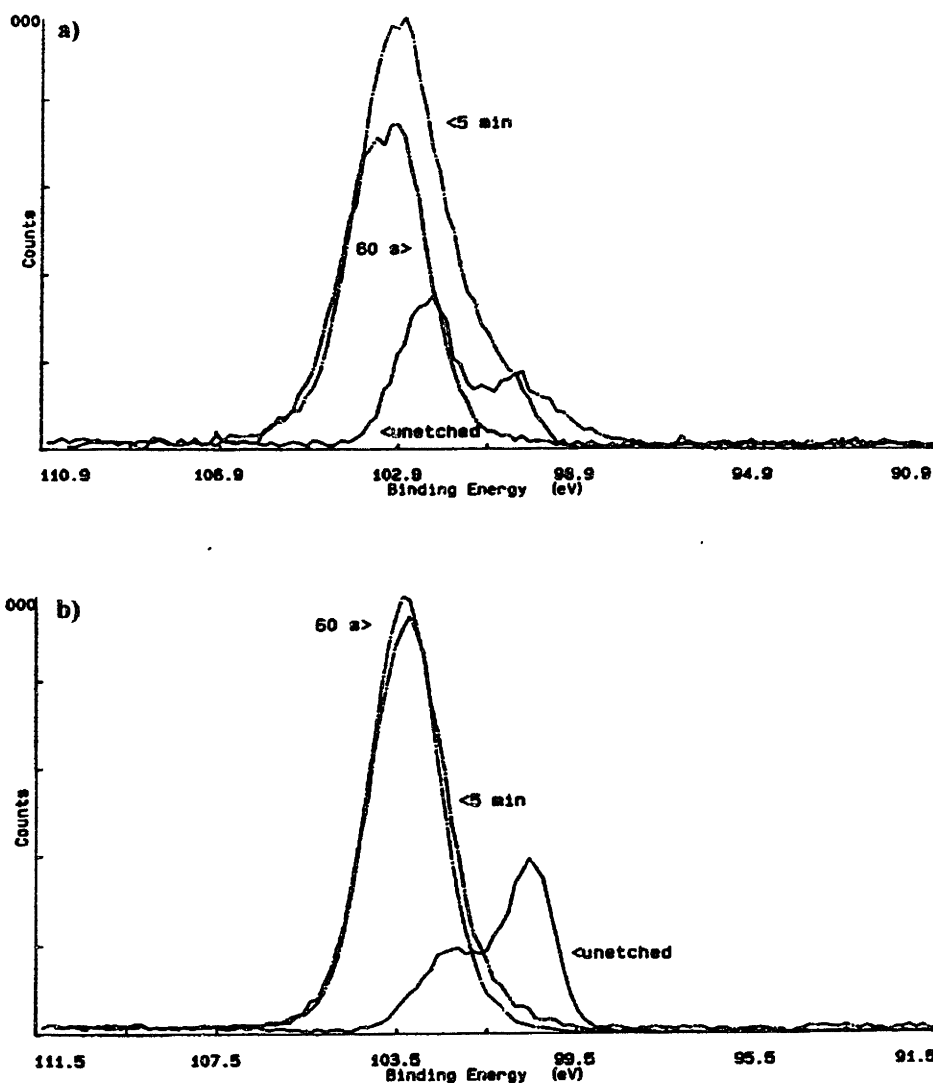 000
a)
<5 min
60 s>
Counts
<unetched
110.9 106.9 102.9 98.9 94.9 90.9
Binding Energy (eV)
000
b)
60 s>
<5 min
Counts
<unetched
111.5 107.5 103.5 99.5 95.5 91.5
Binding Energy (eV)